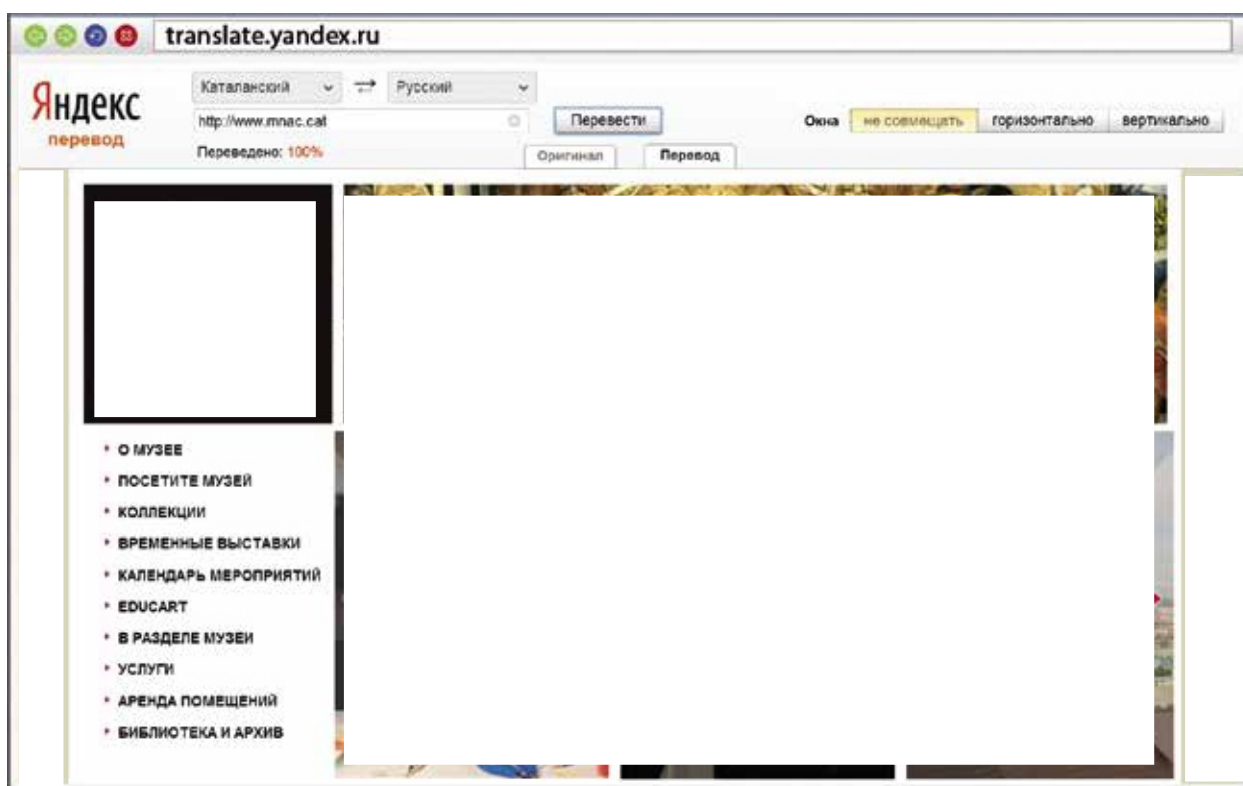 translate.yandex.ru
Яндекс
перевод
Каталанский Русский
http://www.mnac.cat Перевести Окна не совмещать горизонтально вертикально
Переведено: 100% Оригинал Перевод
О МУЗЕЕ
ПОСЕТИТЕ МУЗЕЙ
КОЛЛЕКЦИИ
ВРЕМЕННЫЕ ВЫСТАВКИ
КАЛЕНДАРЬ МЕРОПРИЯТИЙ
EDUCART
В РАЗДЕЛЕ МУЗЕИ
УСЛУГИ
АРЕНДА ПОМЕЩЕНИЙ
БИБЛИОТЕКА И АРХИВ